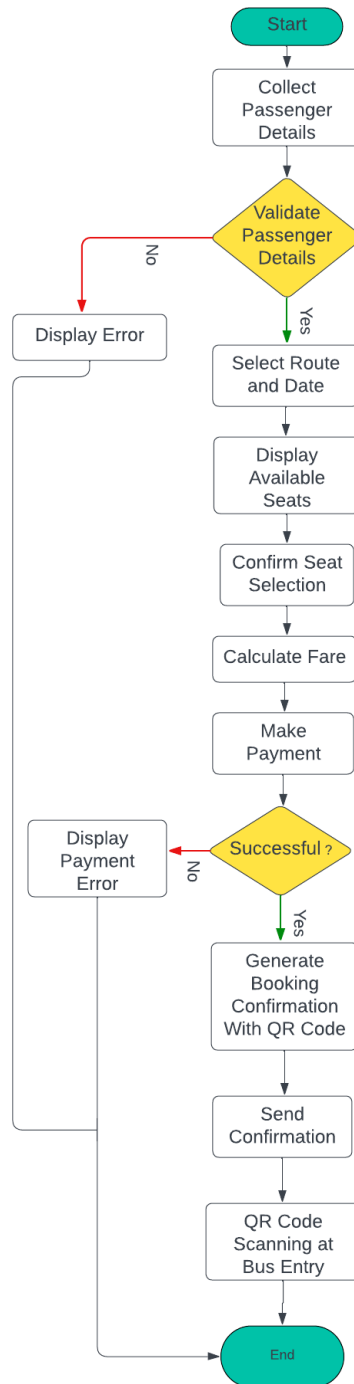 Start
Collect
Passenger
Details
Validate
Passenger
Details
No
Yes
Display Error
Select Route
and Date
Display
Available
Seats
Confirm Seat
Selection
Calculate Fare
Make
Payment
Successful ?
No
Yes
Display
Payment
Error
Generate
Booking
Confirmation
With QR Code
Send
Confirmation
QR Code
Scanning at
Bus Entry
End